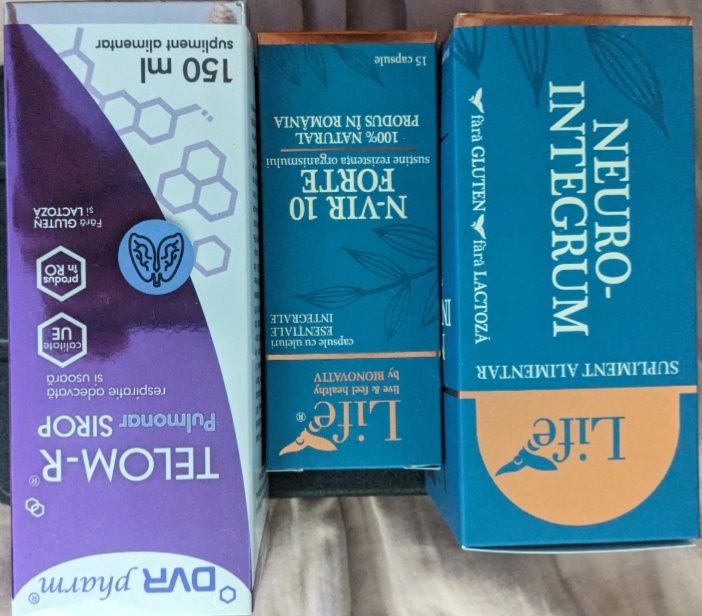 DVR pharm®
TELOM-R®
Pulmonar SIROP
respirație adecvată
si usoară
calitate
UE
produs
în RO
Fără GLUTEN
și LACTOZĂ
150 ml
supliment alimentar
Life®
live & feel healthy
by BIONOVATIV
capsule cu uleiuri
ESENȚIALE
INTEGRALE
N-VIR 10
FORTE
susține rezistența organismului
100% NATURAL
PRODUS ÎN ROMÂNIA
15 capsule
Life
SUPLIMENT ALIMENTAR
NEURO-
INTEGRUM
fără GLUTEN fără LACTOZĂ